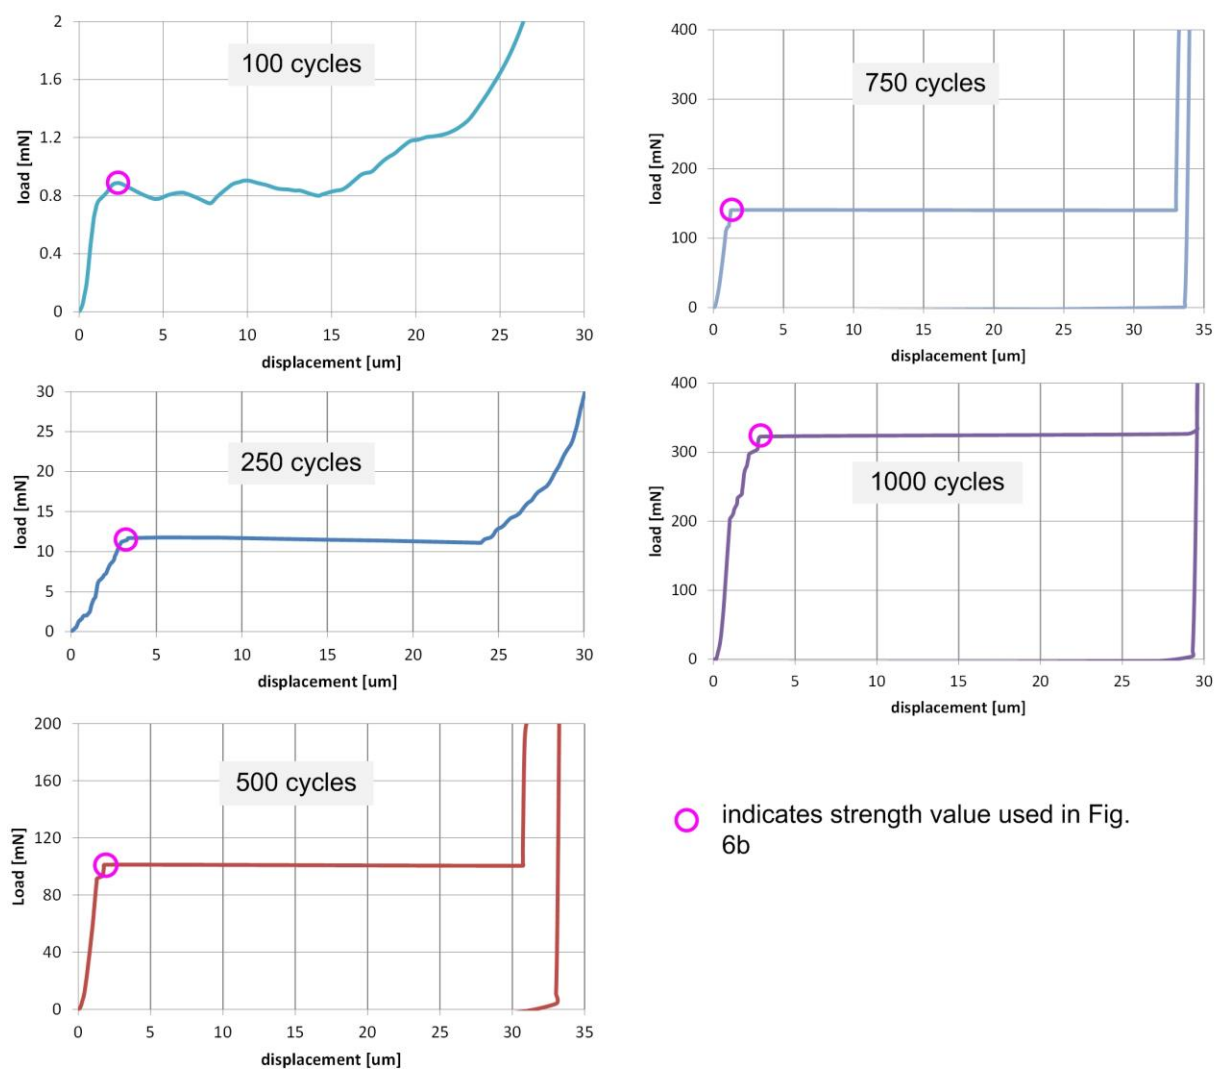 100 cycles
load [mN]
2
1.6
1.2
0.8
0.4
0
0 5 10 15 20 25 30
displacement [um]
750 cycles
load [mN]
400
300
200
100
0
0 5 10 15 20 25 30 35
displacement [um]
250 cycles
load [mN]
30
25
20
15
10
5
0
0 5 10 15 20 25 30
displacement [um]
1000 cycles
load [mN]
400
300
200
100
0
0 5 10 15 20 25 30
displacement [um]
500 cycles
Load [mN]
200
160
120
80
40
0
0 5 10 15 20 25 30 35
displacement [um]
indicates strength value used in Fig.
6b